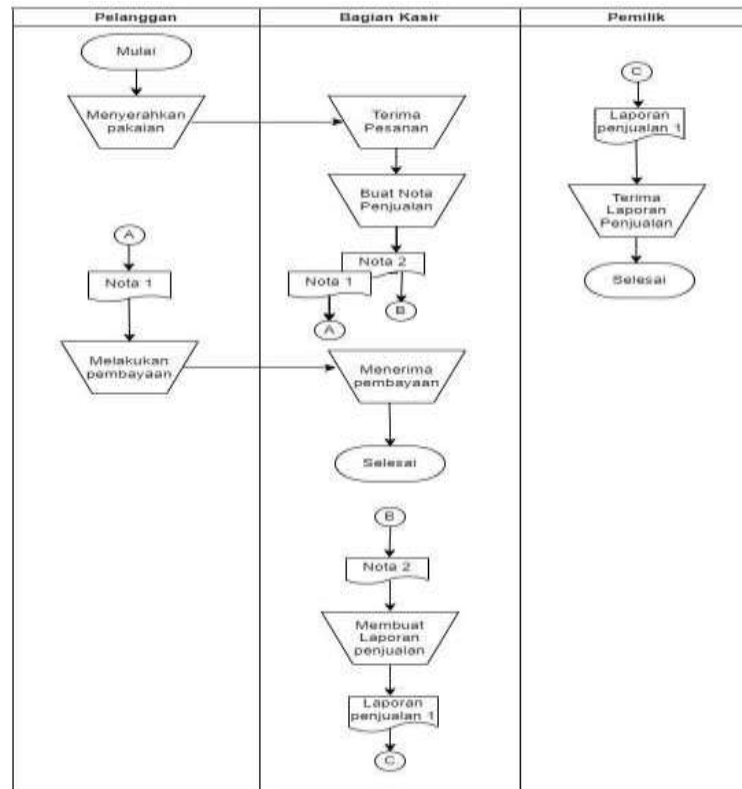 Pelanggan
Bagian Kasir
Pemilik
Mulai
Menyerahkan
pakaian
A
Nota 1
Melakukan
pembayaan
Terima
Pesanan
Buat Nota
Penjualan
Nota 2
Nota 1
B
A
Menerima
pembayaan
Selesai
B
Nota 2
Membuat
Laporan
penjualan
Laporan
penjualan 1
C
C
Laporan
penjualan 1
Terima
Laporan
Penjualan
Selesai